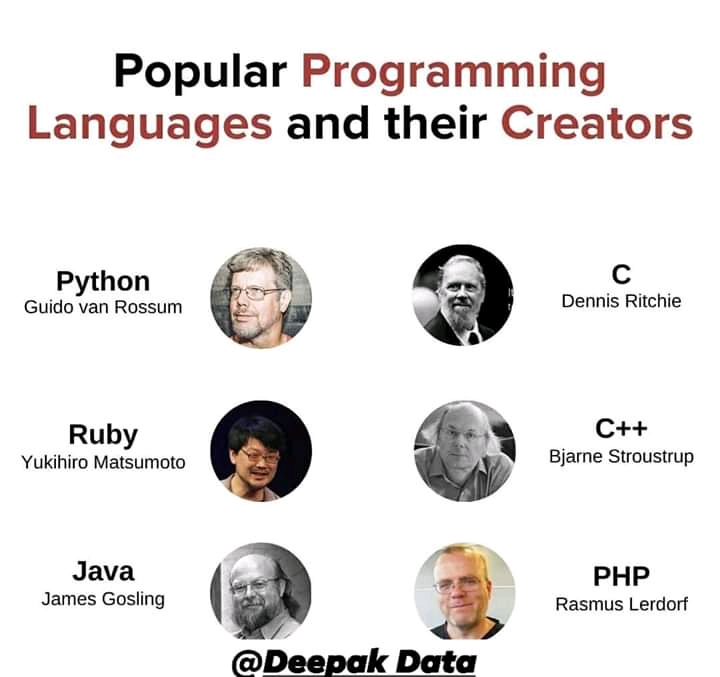 Popular Programming
Languages and their Creators
Python
Guido van Rossum
C
Dennis Ritchie
Ruby
Yukihiro Matsumoto
C++
Bjarne Stroustrup
Java
James Gosling
PHP
Rasmus Lerdorf
@Deepak Data